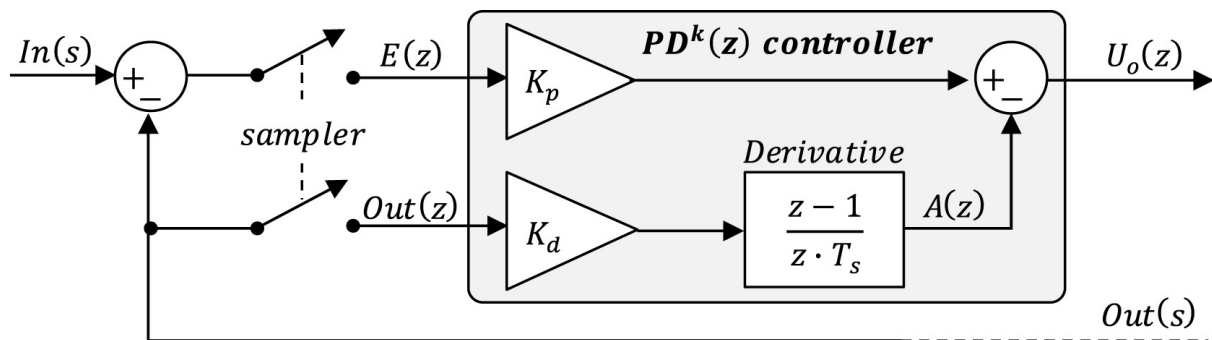 In(s)
+
−
E(z)
K_p
PD^k(z) controller
+
−
U_o(z)
sampler
Out(z)
K_d
Derivative
z − 1
z · T_s
A(z)
Out(s)